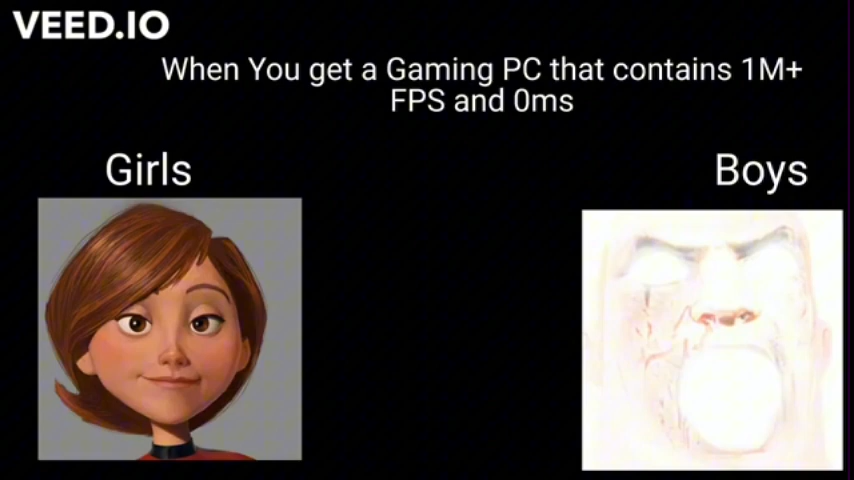 VEED.IO
When You get a Gaming PC that contains 1M+
FPS and 0ms
Girls
Boys